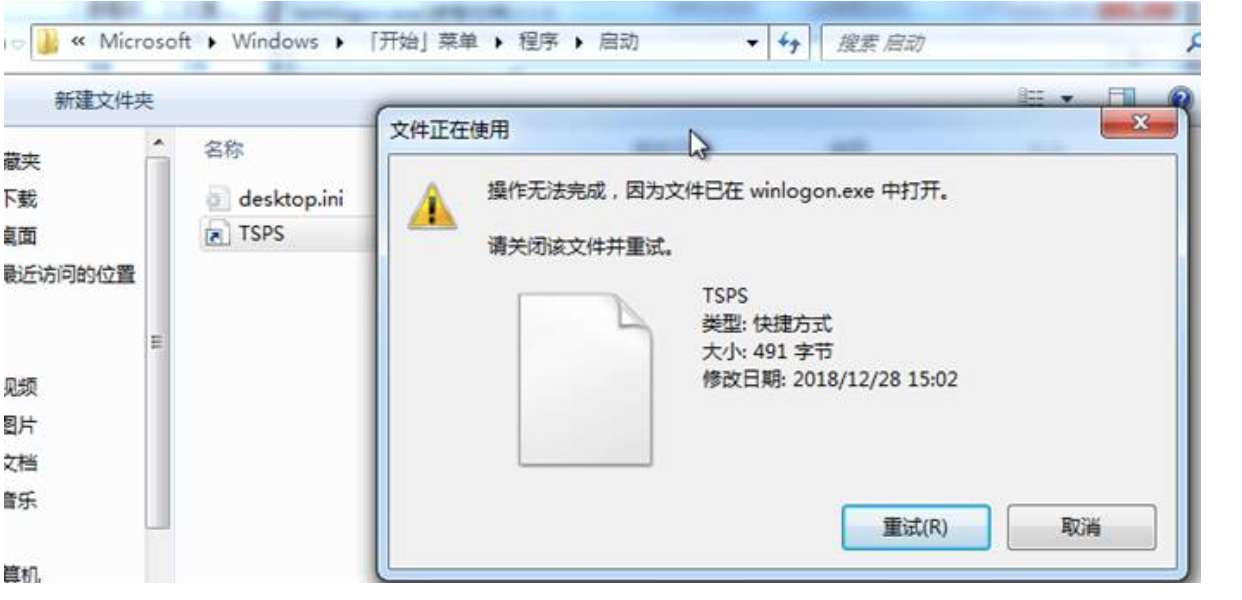 « Microsoft ▸ Windows ▸ 「开始」菜单 ▸ 程序 ▸ 启动
搜索 启动
新建文件夹
藏夹
下载
桌面
最近访问的位置
视频
图片
文档
音乐
算机
名称
desktop.ini
TSPS
文件正在使用
操作无法完成，因为文件已在 winlogon.exe 中打开。
请关闭该文件并重试。
TSPS
类型: 快捷方式
大小: 491 字节
修改日期: 2018/12/28 15:02
重试(R)
取消